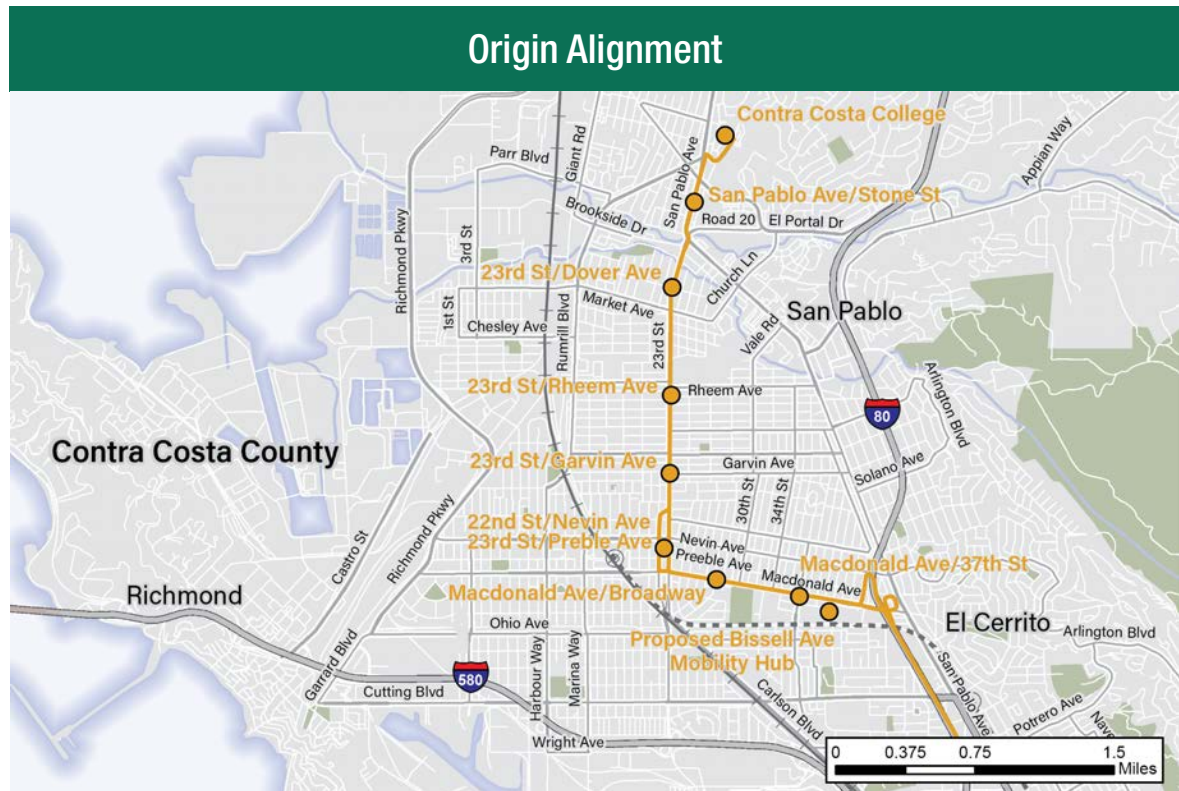 Origin Alignment
Contra Costa College
Appian Way
Giant Rd
San Pablo Ave
Parr Blvd
San Pablo Ave/Stone St
Richmond Pkwy
Brookside Dr
Road 20
El Portal Dr
3rd St
Church Ln
23rd St/Dover Ave
Market Ave
San Pablo
1st St
Chesley Ave
Rumrill Blvd
23rd St
Vale Rd
Arlington Blvd
23rd St/Rheem Ave
Rheem Ave
80
Contra Costa County
23rd St/Garvin Ave
Garvin Ave
Solano Ave
30th St
34th St
Richmond Pkwy
Castro St
22nd St/Nevin Ave
23rd St/Preble Ave
Nevin Ave
Preeble Ave
Macdonald Ave/37th St
Macdonald Ave
Macdonald Ave/Broadway
Richmond
Ohio Ave
El Cerrito
Arlington Blvd
Proposed Bissell Ave
Mobility Hub
Garrard Blvd
580
Harbour Way
Marina Way
San Pablo Ave
Cutting Blvd
Carlson Blvd
Potrero Ave
Wright Ave
0 0.375 0.75 1.5
Miles